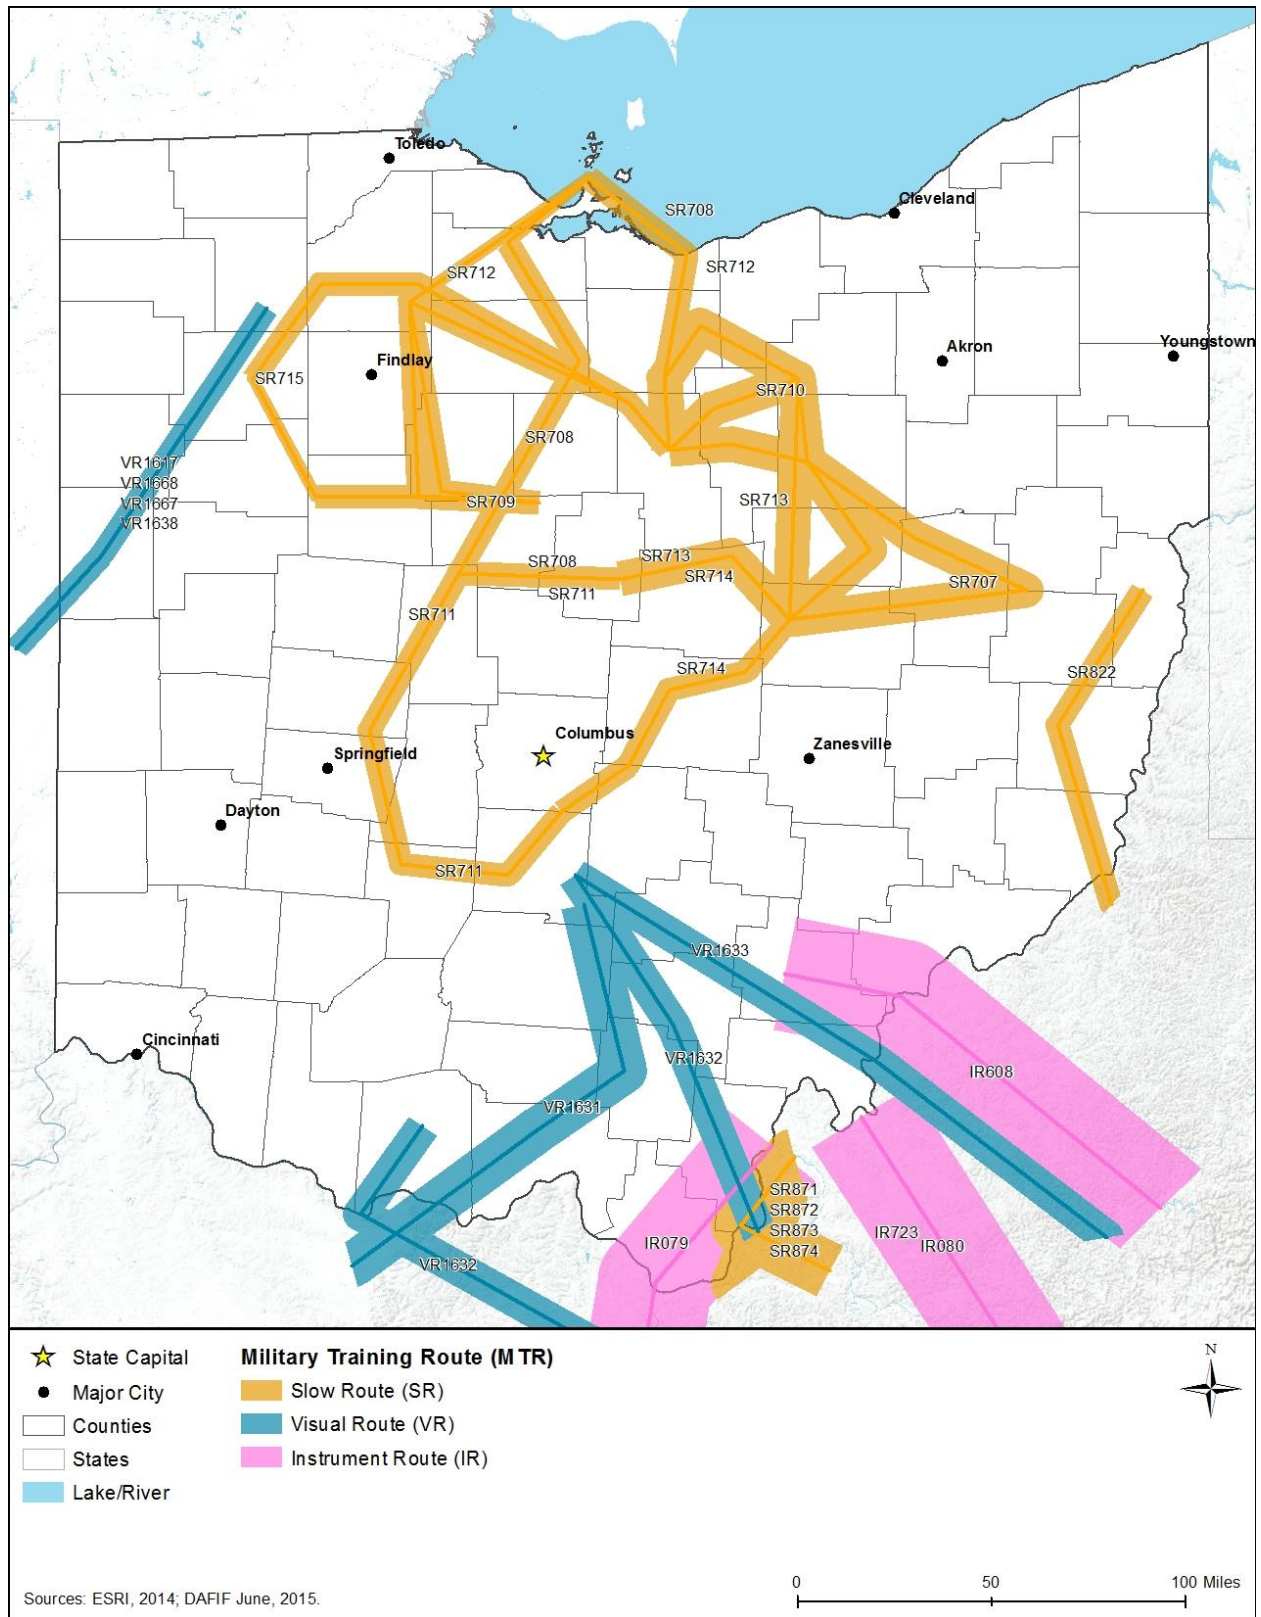 Toledo
SR708
Cleveland
SR712
SR712
Youngstown
Akron
Findlay
SR715
SR710
SR708
VR1617
VR1668
VR1667
VR1638
SR709
SR713
SR713
SR708
SR714
SR707
SR711
SR711
SR822
SR714
Columbus
Zanesville
Springfield
Dayton
SR711
VR1633
Cincinnati
VR1632
IR608
VR1631
SR871
SR872
SR873
SR874
IR079
IR723
IR080
VR1632
State Capital
Major City
Counties
States
Lake/River
Military Training Route (MTR)
Slow Route (SR)
Visual Route (VR)
Instrument Route (IR)
N
0 50 100 Miles
Sources: ESRI, 2014; DAFIF June, 2015.